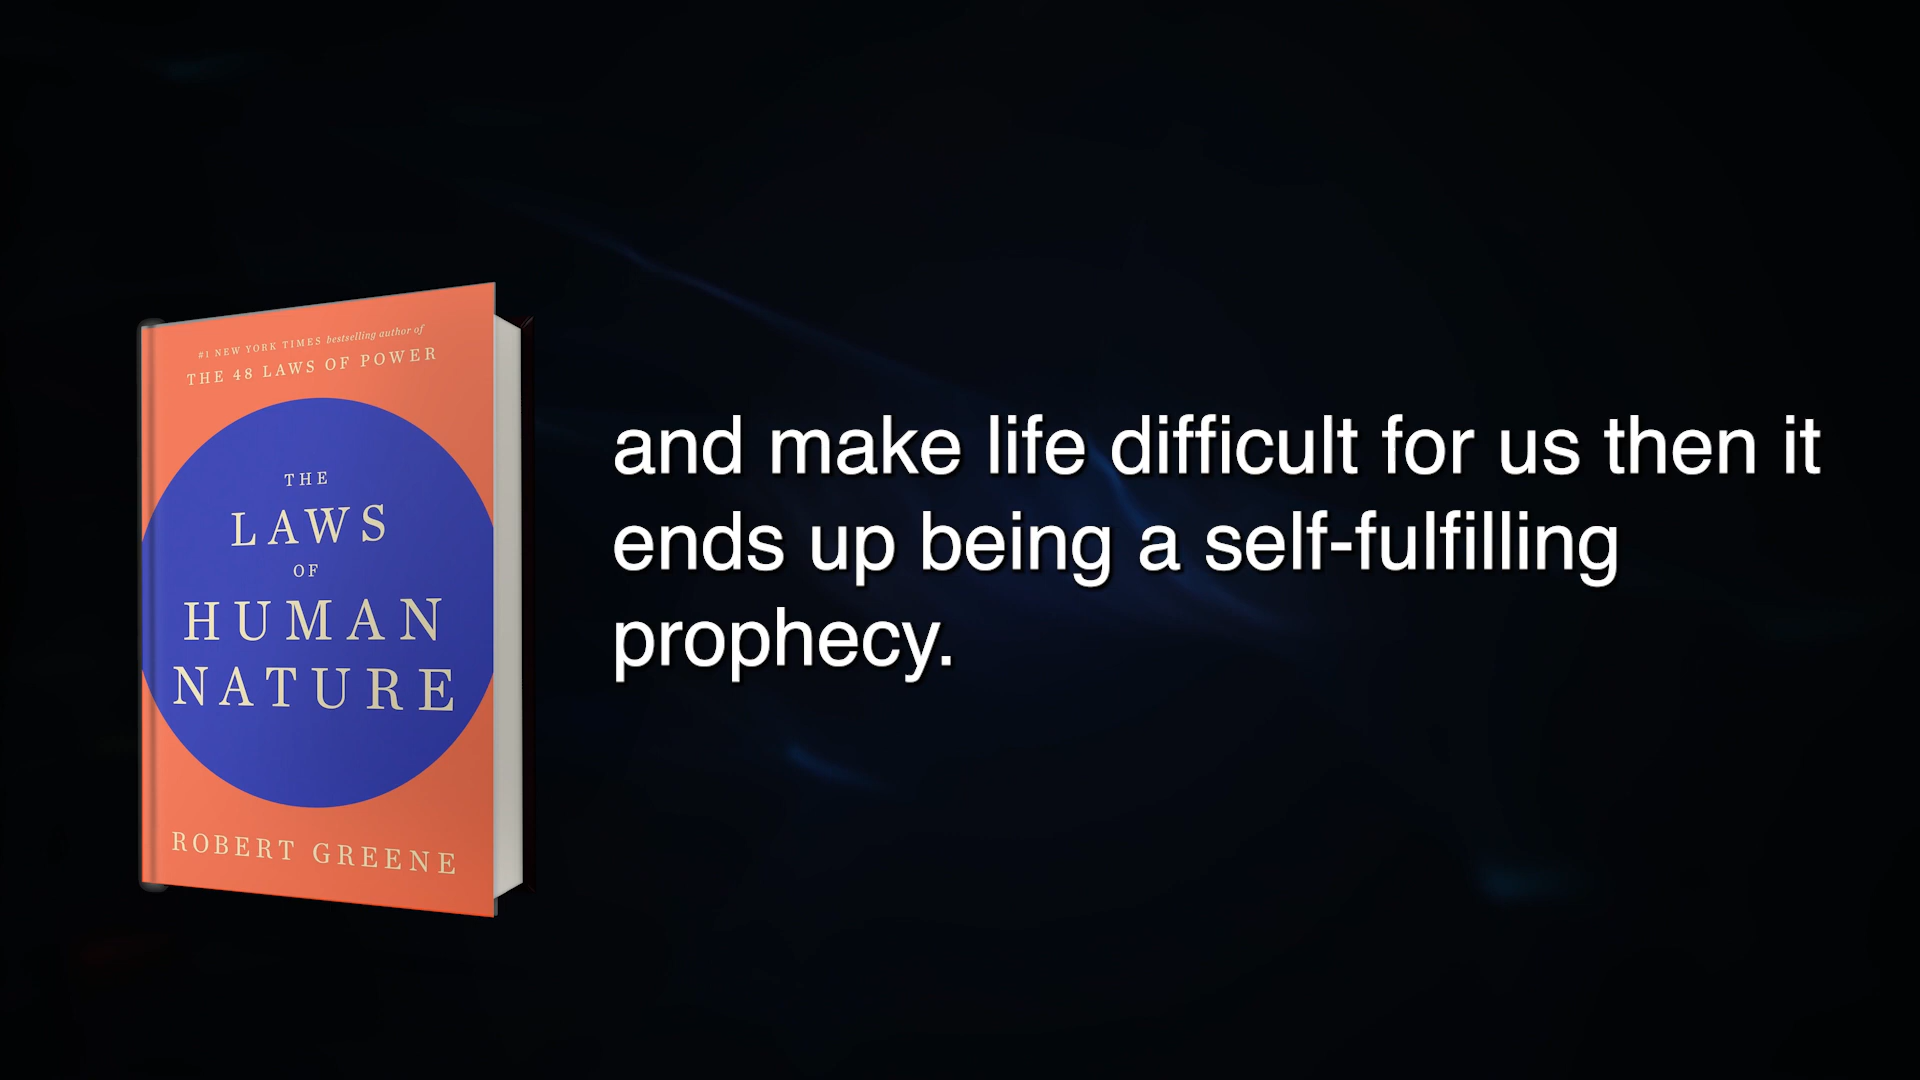 #1 NEW YORK TIMES bestselling author of
THE 48 LAWS OF POWER
THE
LAWS
OF
HUMAN
NATURE
ROBERT GREENE
and make life difficult for us then it
ends up being a self-fulfilling
prophecy.